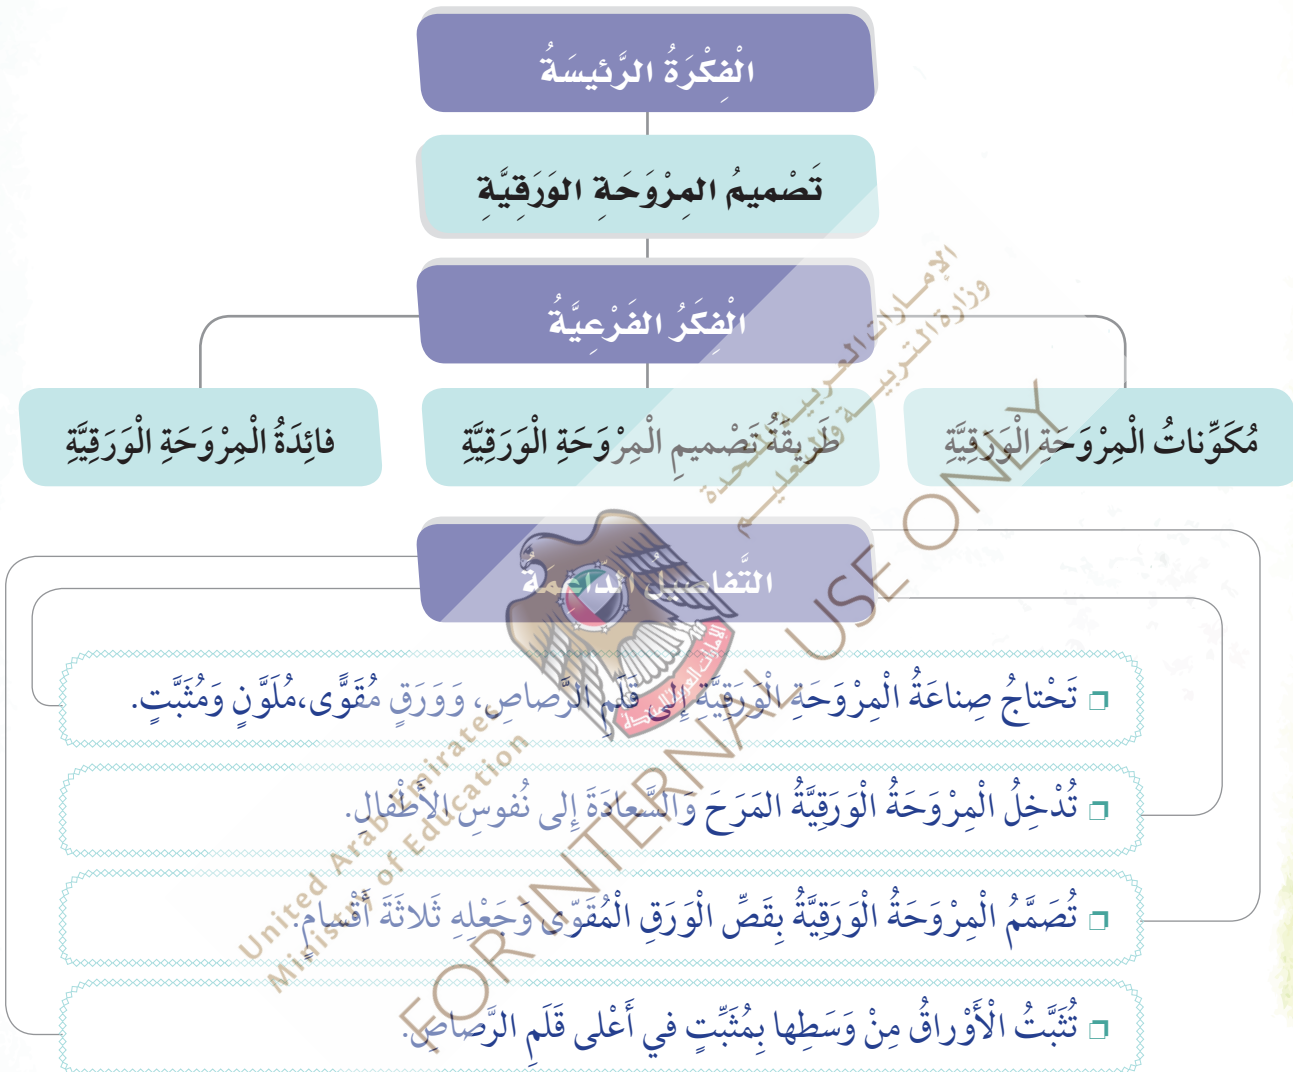 الْفِكْرَةُ الرَّئيسَةُ
تَصْميمُ المِرْوَحَةِ الوَرَقِيَّةِ
الْفِكَرُ الفَرْعِيَّةُ
مُكَوِّناتُ الْمِرْوَحَةِ الْوَرَقِيَّةِ
طَريقَةُ تَصْميمِ الْمِرْوَحَةِ الْوَرَقِيَّةِ
فائِدَةُ الْمِرْوَحَةِ الْوَرَقِيَّةِ
التَّفاصيلُ الدّاعِمَةُ
تَحْتاجُ صِناعَةُ الْمِرْوَحَةِ الْوَرَقِيَّةِ إِلى قَلَمِ الرَّصاصِ، وَوَرَقٍ مُقَوًّى،مُلَوَّنٍ وَمُثَبَّتٍ.
تُدْخِلُ الْمِرْوَحَةُ الْوَرَقِيَّةُ المَرَحَ وَالسَّعادَةَ إِلى نُفوسِ الأَطْفالِ.
تُصَمَّمُ الْمِرْوَحَةُ الْوَرَقِيَّةُ بِقَصِّ الْوَرَقِ الْمُقَوّى وَجَعْلِهِ ثَلاثَةَ أَقْسامٍ.
تُثَبَّتُ الْأَوْراقُ مِنْ وَسَطِها بِمُثَبِّتٍ في أَعْلى قَلَمِ الرَّصاصِ.
الإمارات العربية المتحدة
وزارة التربية والتعليم
United Arab Emirates
Ministry of Education
FOR INTERNAL USE ONLY